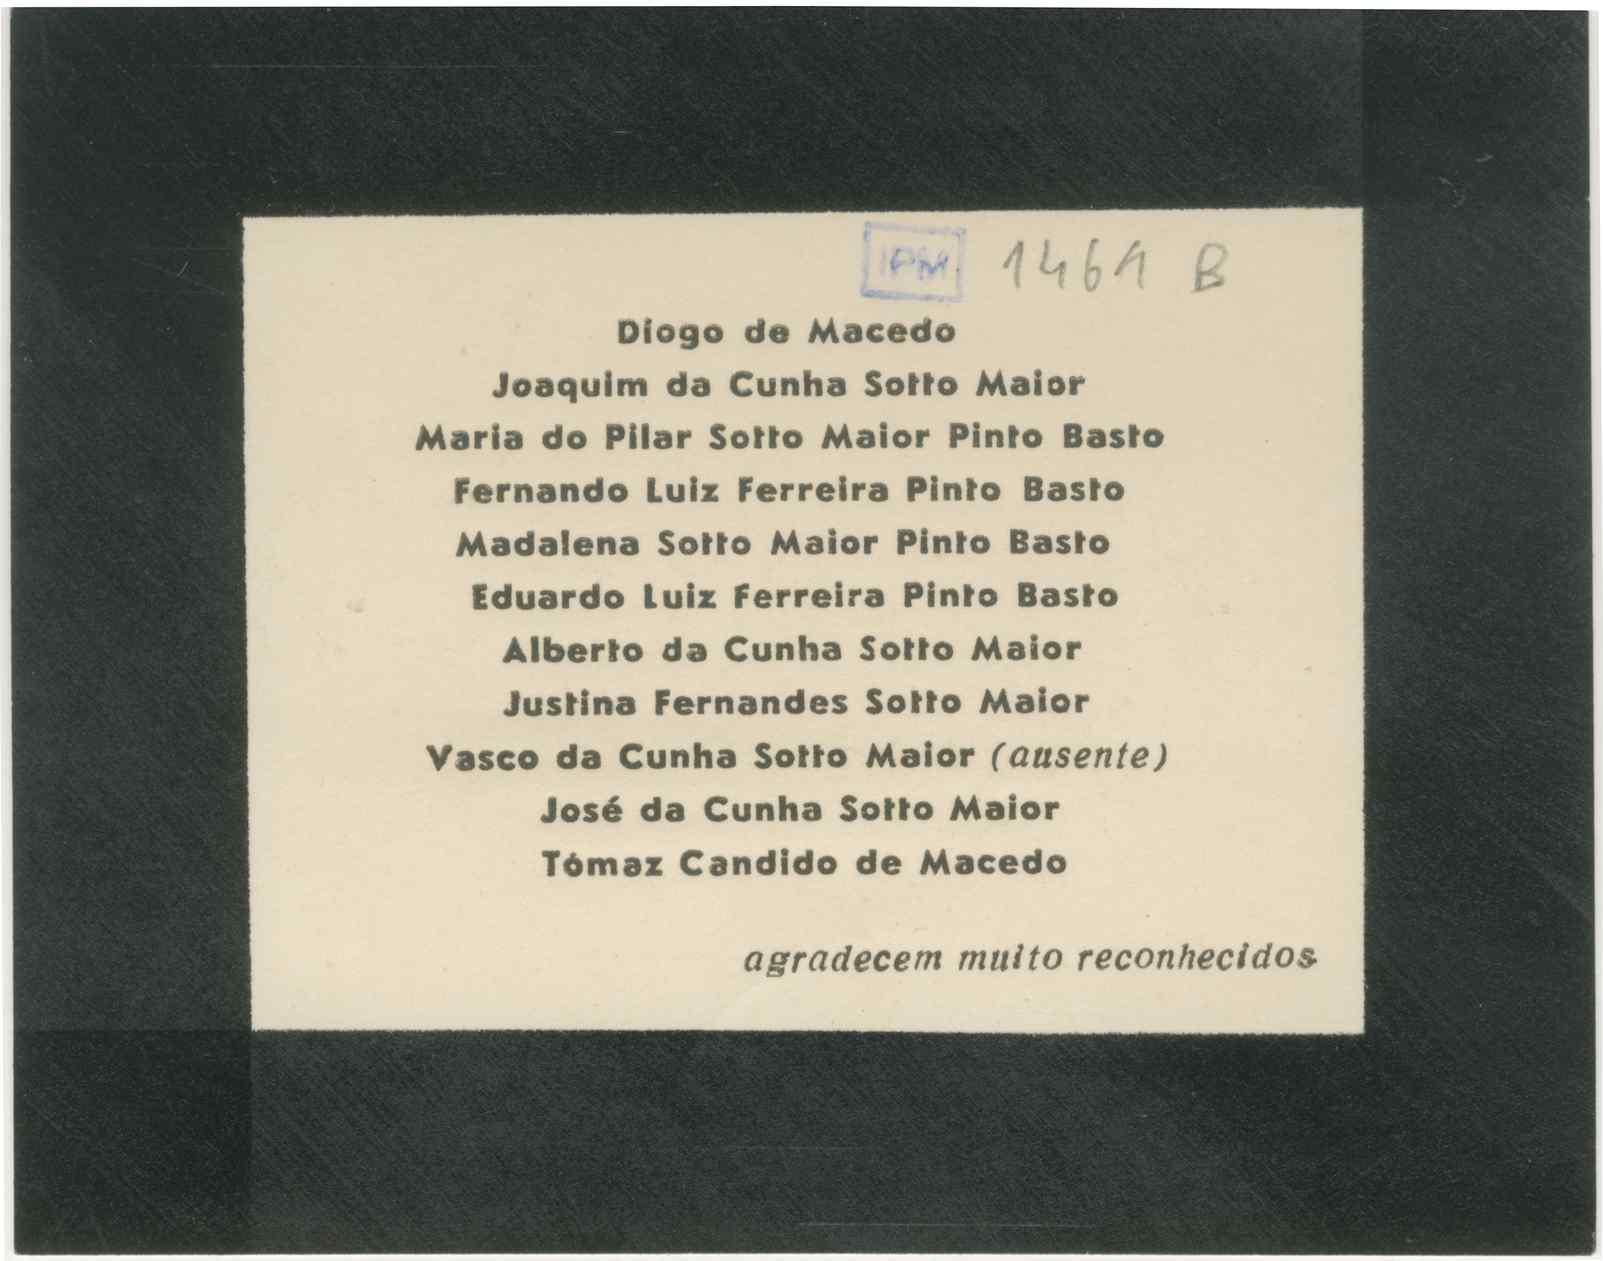 IPM 1461 B
Diogo de Macedo
Joaquim da Cunha Sotto Maior
Maria do Pilar Sotto Maior Pinto Basto
Fernando Luiz Ferreira Pinto Basto
Madalena Sotto Maior Pinto Basto
Eduardo Luiz Ferreira Pinto Basto
Alberto da Cunha Sotto Maior
Justina Fernandes Sotto Maior
Vasco da Cunha Sotto Maior (ausente)
José da Cunha Sotto Maior
Tómaz Candido de Macedo
agradecem muito reconhecidos